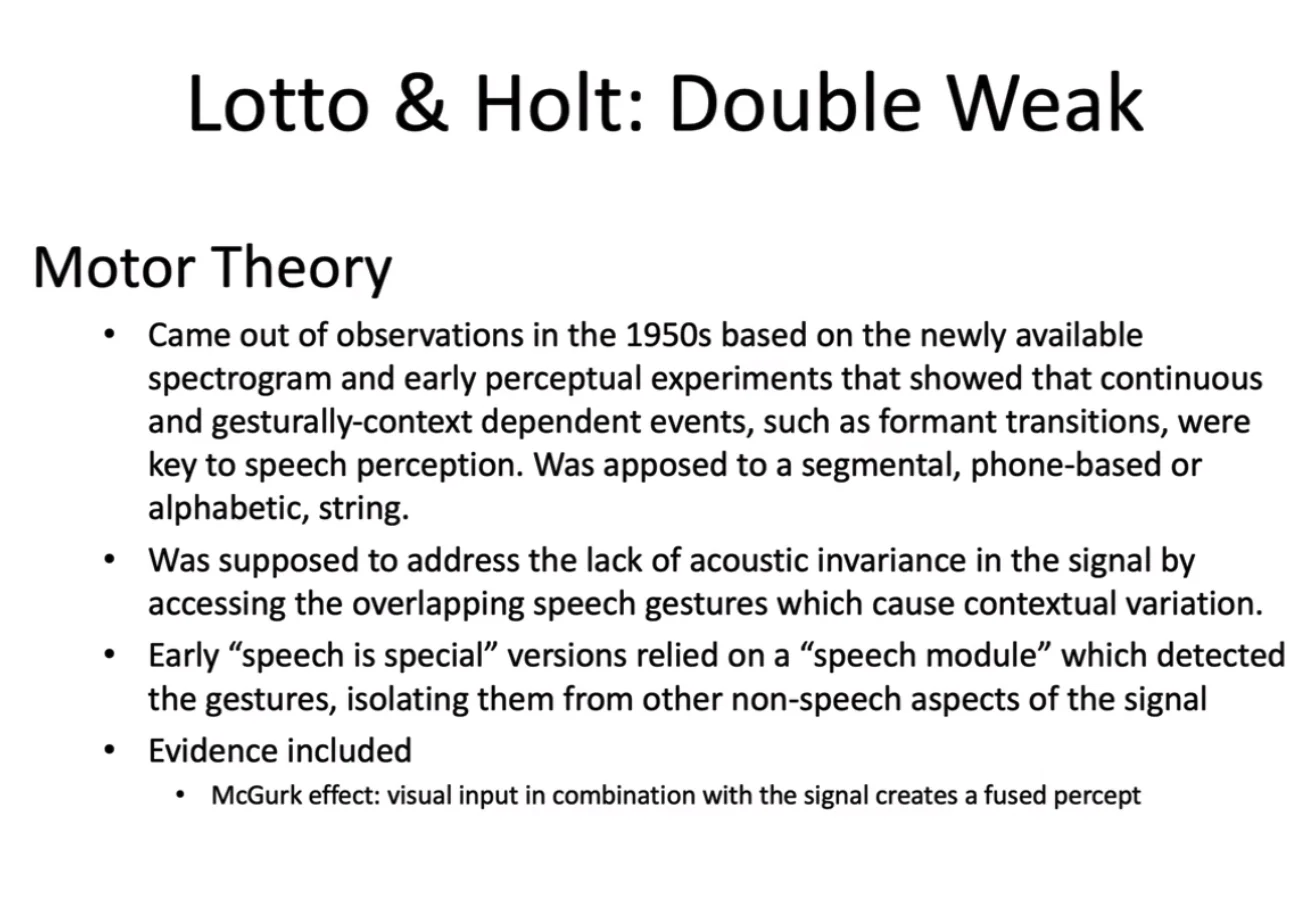 Lotto & Holt: Double Weak
Motor Theory
• Came out of observations in the 1950s based on the newly available
spectrogram and early perceptual experiments that showed that continuous
and gesturally-context dependent events, such as formant transitions, were
key to speech perception. Was apposed to a segmental, phone-based or
alphabetic, string.
• Was supposed to address the lack of acoustic invariance in the signal by
accessing the overlapping speech gestures which cause contextual variation.
• Early “speech is special” versions relied on a “speech module” which detected
the gestures, isolating them from other non-speech aspects of the signal
• Evidence included
• McGurk effect: visual input in combination with the signal creates a fused percept